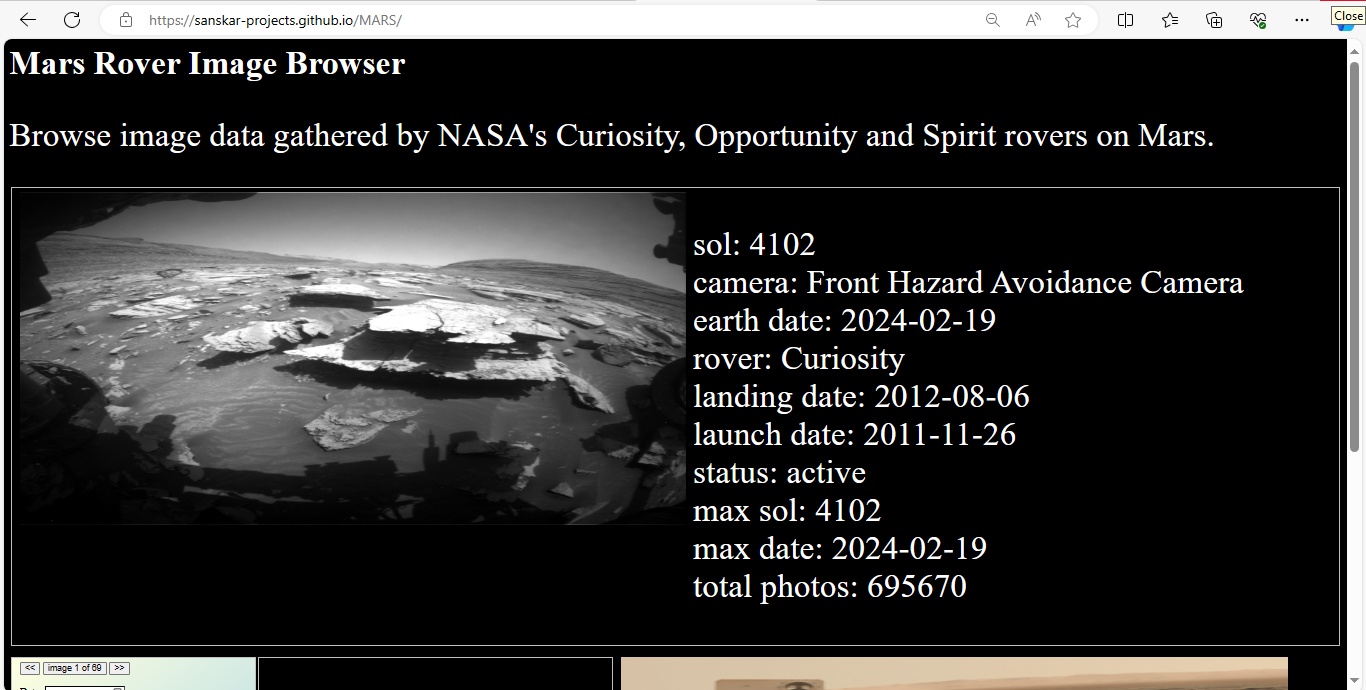 https://sanskar-projects.github.io/MARS/
Close
Mars Rover Image Browser
Browse image data gathered by NASA's Curiosity, Opportunity and Spirit rovers on Mars.
sol: 4102
camera: Front Hazard Avoidance Camera
earth date: 2024-02-19
rover: Curiosity
landing date: 2012-08-06
launch date: 2011-11-26
status: active
max sol: 4102
max date: 2024-02-19
total photos: 695670
<< image 1 of 69 >>